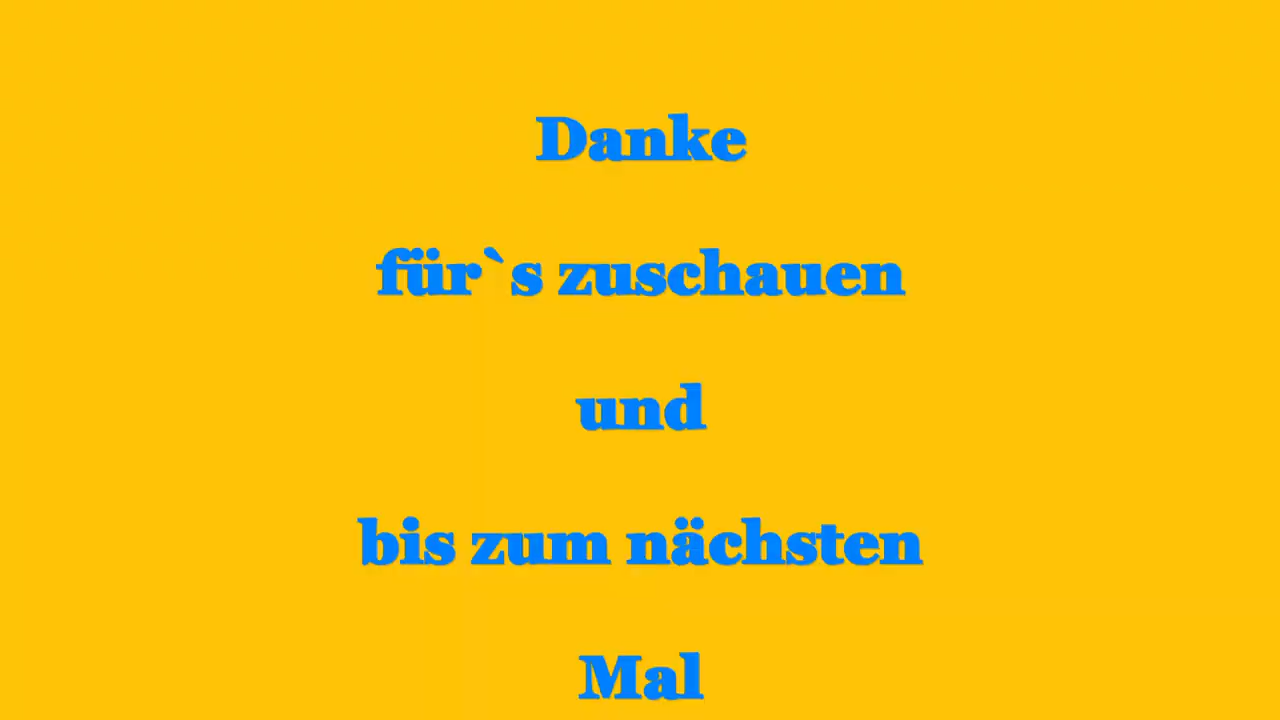 Danke
für`s zuschauen
und
bis zum nächsten
Mal